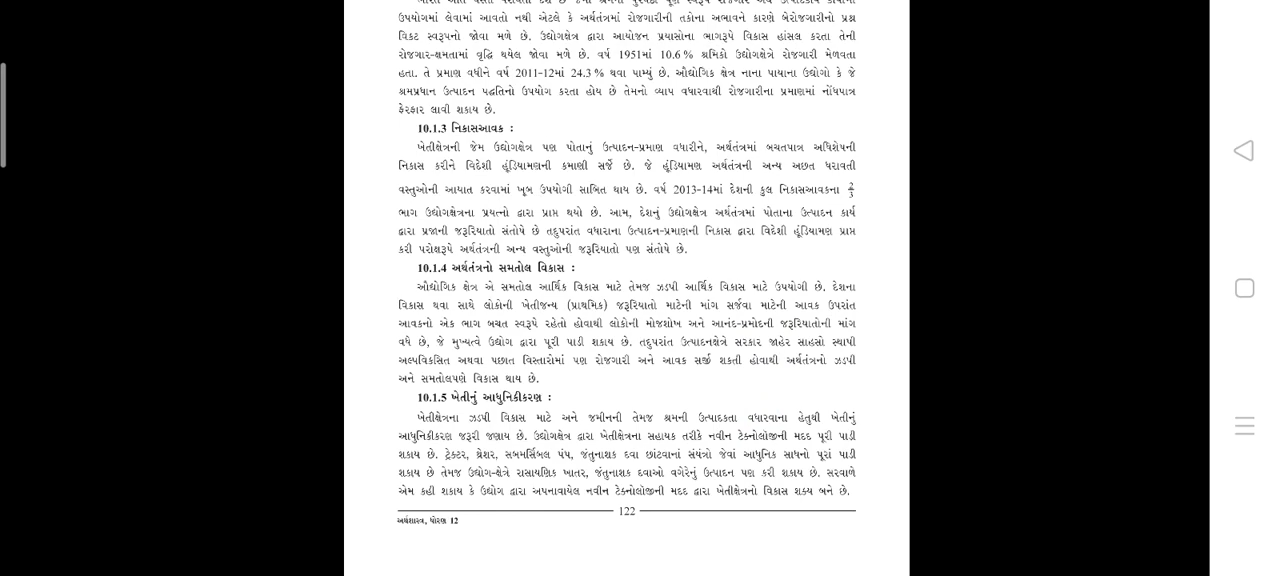 ઉપયોગમાં લેવામાં આવતો નથી એટલે કે અર્થતંત્રમાં રોજગારીની તકોના અભાવને કારણે બેરોજગારીનો પ્રશ્ન
વિકટ સ્વરૂપનો જોવા મળે છે. ઉદ્યોગક્ષેત્ર દ્વારા આયોજન પ્રયાસોના ભાગરૂપે વિકાસ હાંસલ કરતા તેની
રોજગાર-ક્ષમતામાં વૃદ્ધિ થયેલ જોવા મળે છે. વર્ષ 1951માં 10.6 % શ્રમિકો ઉદ્યોગક્ષેત્રે રોજગારી મેળવતા
હતા. તે પ્રમાણ વધીને વર્ષ 2011-12માં 24.3 % થવા પામ્યું છે. ઔદ્યોગિક ક્ષેત્ર નાના પાયાના ઉદ્યોગો કે જે
શ્રમપ્રધાન ઉત્પાદન પદ્ધતિનો ઉપયોગ કરતા હોય છે તેમનો વ્યાપ વધારવાથી રોજગારીના પ્રમાણમાં નોંધપાત્ર
ફેરફાર લાવી શકાય છે.
10.1.3 નિકાસઆવક :
ખેતીક્ષેત્રની જેમ ઉદ્યોગક્ષેત્ર પણ પોતાનું ઉત્પાદન-પ્રમાણ વધારીને, અર્થતંત્રમાં બચતપાત્ર અધિશેષની
નિકાસ કરીને વિદેશી હૂંડિયામણની કમાણી સર્જે છે. જે હૂંડિયામણ અર્થતંત્રની અન્ય અછત ધરાવતી
વસ્તુઓની આયાત કરવામાં ખૂબ ઉપયોગી સાબિત થાય છે. વર્ષ 2013-14માં દેશની કુલ નિકાસઆવકના 2/3
ભાગ ઉદ્યોગક્ષેત્રના પ્રયત્નો દ્વારા પ્રાપ્ત થયો છે. આમ, દેશનું ઉદ્યોગક્ષેત્ર અર્થતંત્રમાં પોતાના ઉત્પાદન કાર્ય
દ્વારા પ્રજાની જરૂરિયાતો સંતોષે છે તદુપરાંત વધારાના ઉત્પાદન-પ્રમાણની નિકાસ દ્વારા વિદેશી હૂંડિયામણ પ્રાપ્ત
કરી પરોક્ષરૂપે અર્થતંત્રની અન્ય વસ્તુઓની જરૂરિયાતો પણ સંતોષે છે.
10.1.4 અર્થતંત્રનો સમતોલ વિકાસ :
ઔદ્યોગિક ક્ષેત્ર એ સમતોલ આર્થિક વિકાસ માટે તેમજ ઝડપી આર્થિક વિકાસ માટે ઉપયોગી છે. દેશના
વિકાસ થવા સાથે લોકોની ખેતીજન્ય (પ્રાથમિક) જરૂરિયાતો માટેની માંગ સર્જવા માટેની આવક ઉપરાંત
આવકનો એક ભાગ બચત સ્વરૂપે રહેતો હોવાથી લોકોની મોજશોખ અને આનંદ-પ્રમોદની જરૂરિયાતોની માંગ
વધે છે, જે મુખ્યત્વે ઉદ્યોગ દ્વારા પૂરી પાડી શકાય છે. તદુપરાંત ઉત્પાદનક્ષેત્રે સરકાર જાહેર સાહસો સ્થાપી
અલ્પવિકસિત અથવા પછાત વિસ્તારોમાં પણ રોજગારી અને આવક સર્જી શકતી હોવાથી અર્થતંત્રનો ઝડપી
અને સમતોલપણે વિકાસ થાય છે.
10.1.5 ખેતીનું આધુનિકીકરણ :
ખેતીક્ષેત્રના ઝડપી વિકાસ માટે અને જમીનની તેમજ શ્રમની ઉત્પાદકતા વધારવાના હેતુથી ખેતીનું
આધુનિકીકરણ જરૂરી જણાય છે. ઉદ્યોગક્ષેત્ર દ્વારા ખેતીક્ષેત્રના સહાયક તરીકે નવીન ટેક્નોલૉજીની મદદ પૂરી પાડી
શકાય છે. ટ્રેક્ટર, થ્રેશર, સબમર્સિબલ પંપ, જંતુનાશક દવા છાંટવાનાં સંયંત્રો જેવાં આધુનિક સાધનો પૂરાં પાડી
શકાય છે તેમજ ઉદ્યોગ-ક્ષેત્રે રાસાયણિક ખાતર, જંતુનાશક દવાઓ વગેરેનું ઉત્પાદન પણ કરી શકાય છે. સરવાળે
એમ કહી શકાય કે ઉદ્યોગ દ્વારા અપનાવાયેલ નવીન ટેક્નોલૉજીની મદદ દ્વારા ખેતીક્ષેત્રનો વિકાસ શક્ય બને છે.
122
અર્થશાસ્ત્ર, ધોરણ 12